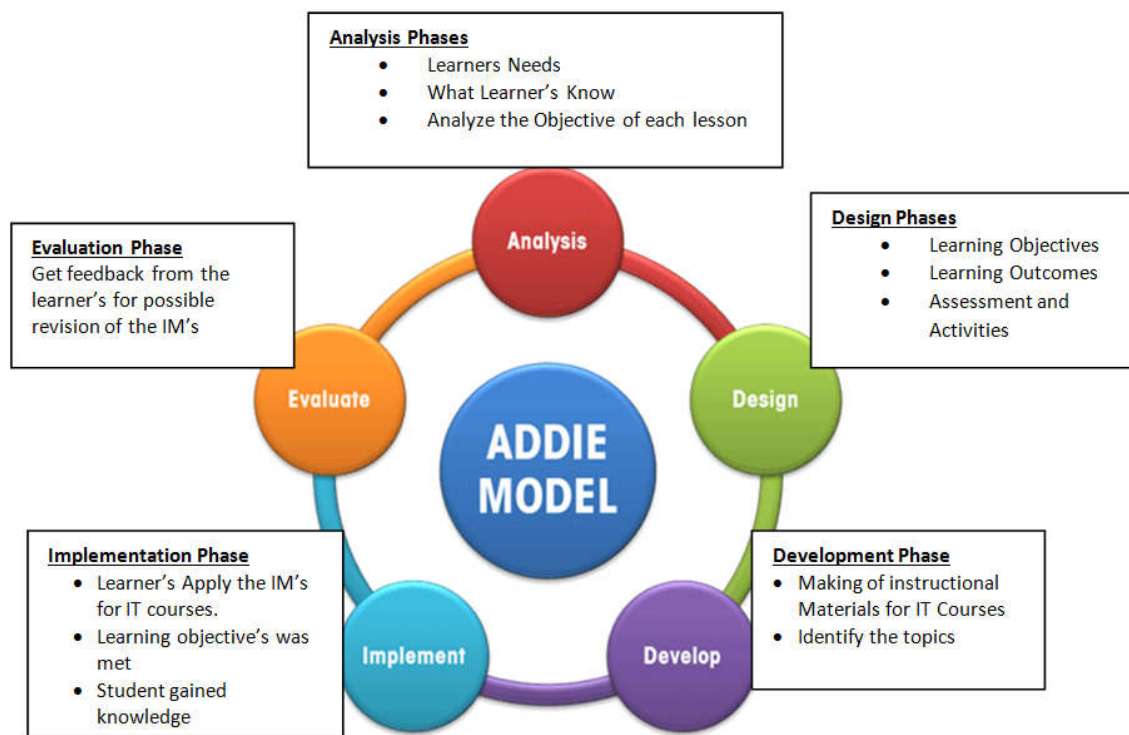 Analysis Phases
• Learners Needs
• What Learner's Know
• Analyze the Objective of each lesson
Analysis
Design Phases
• Learning Objectives
• Learning Outcomes
• Assessment and
Activities
Evaluation Phase
Get feedback from the
learner's for possible
revision of the IM's
Evaluate
Design
ADDIE
MODEL
Implementation Phase
• Learner's Apply the IM's
for IT courses.
• Learning objective's was
met
• Student gained
knowledge
Implement
Develop
Development Phase
• Making of instructional
Materials for IT Courses
• Identify the topics